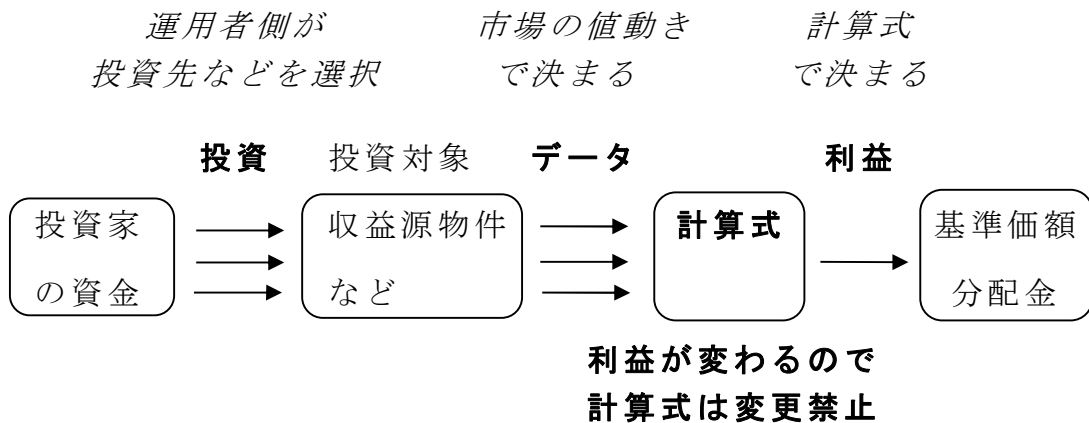 運用者側が
投資先などを選択
市場の値動き
で決まる
計算式
で決まる
投資
投資対象
データ
利益
投資家
の資金
収益源物件
など
計算式
基準価額
分配金
利益が変わるので
計算式は変更禁止